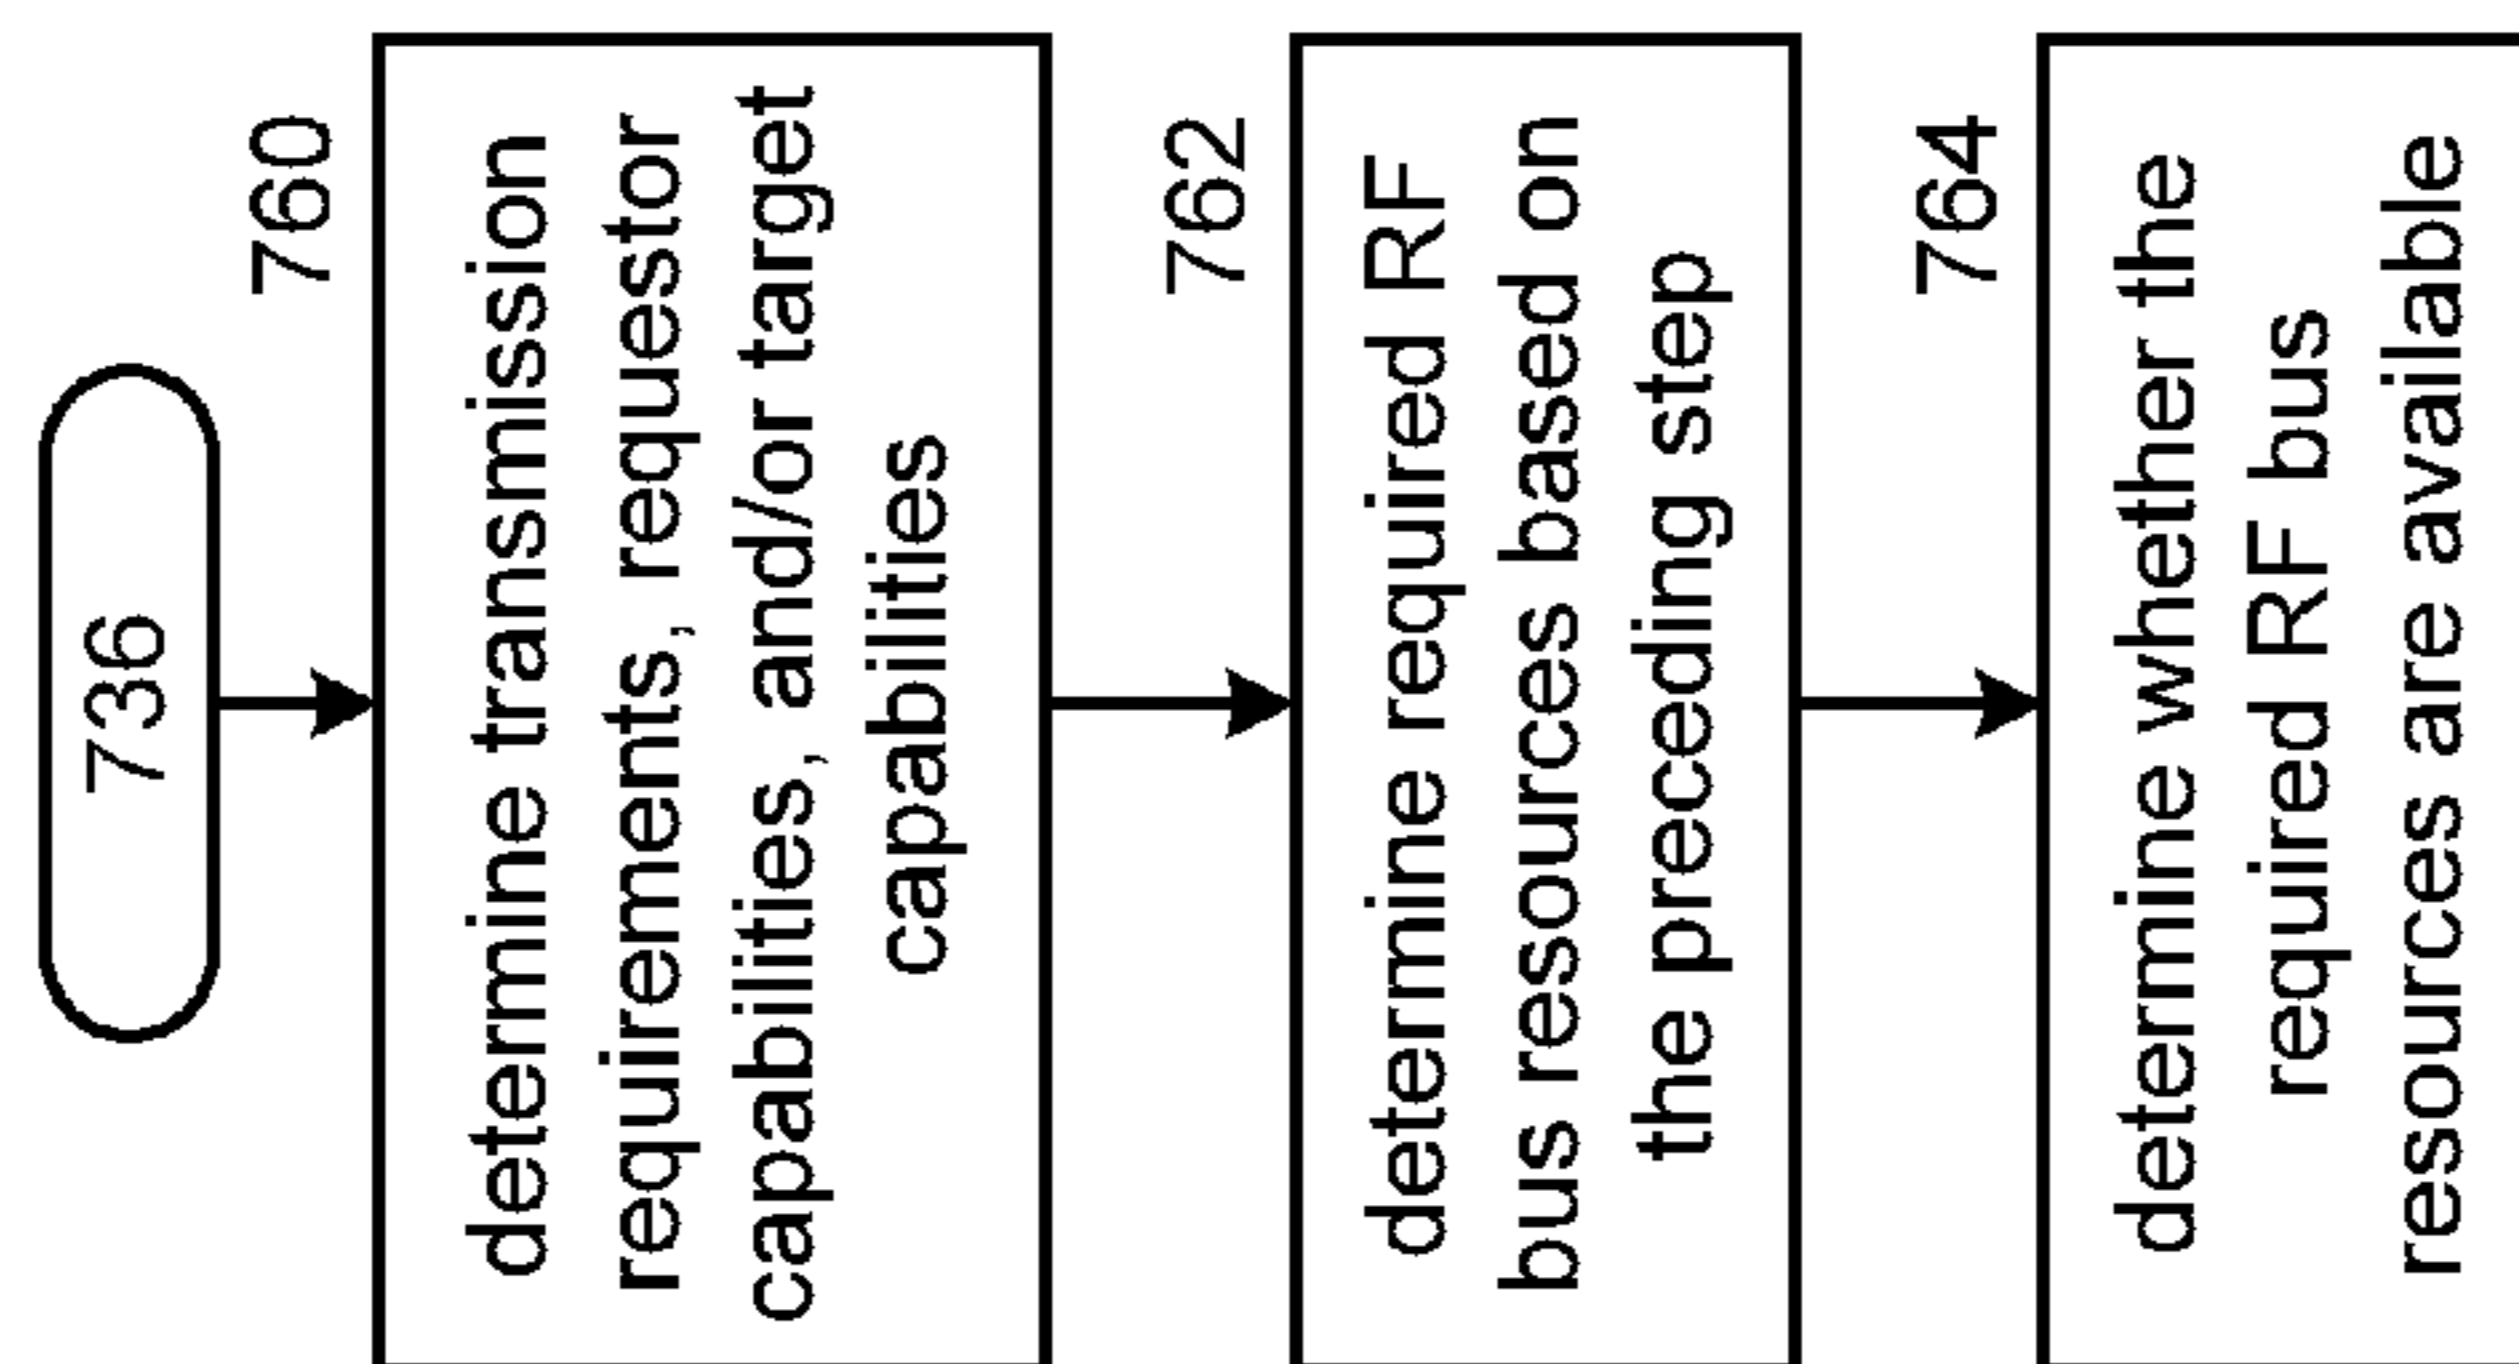 736
760
determine transmission
requirements, requestor
capabilities, and/or target
capabilities
762
determine required RF
bus resources based on
the preceding step
764
determine whether the
required RF bus
resources are available